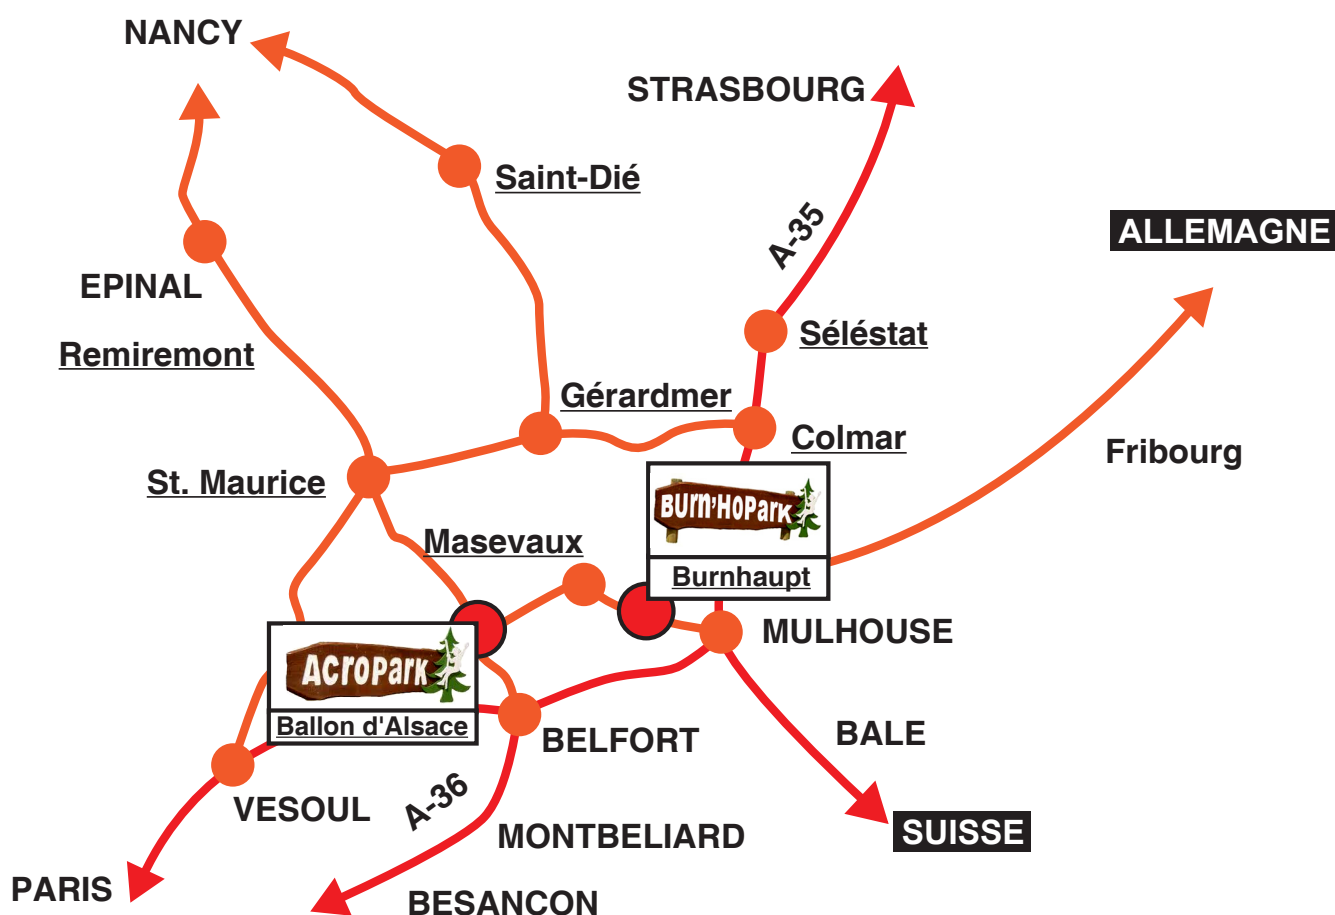 NANCY
STRASBOURG
Saint-Dié
A-35
ALLEMAGNE
EPINAL
Séléstat
Remiremont
Gérardmer
Colmar
Fribourg
St. Maurice
BUrn'HOPark
Masevaux
Burnhaupt
MULHOUSE
ACroPark
Ballon d'Alsace
BELFORT
BALE
A-36
VESOUL
MONTBELIARD
SUISSE
PARIS
BESANCON